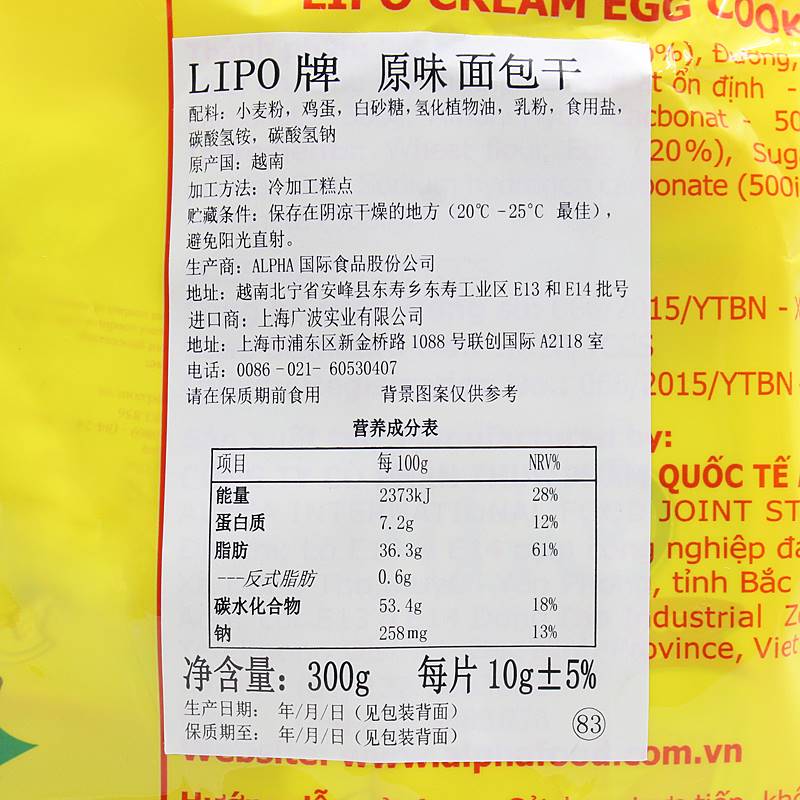 LIPO CREAM EGG COOK
LIPO 牌 原味面包干
配料：小麦粉，鸡蛋，白砂糖，氢化植物油，乳粉，食用盐，
碳酸氢铵，碳酸氢钠
原产国：越南
加工方法：冷加工糕点
贮藏条件：保存在阴凉干燥的地方（20℃ -25°C 最佳），
避免阳光直射。
生产商：ALPHA 国际食品股份公司
地址：越南北宁省安峰县东寿乡东寿工业区 E13 和 E14 批号
进口商：上海广波实业有限公司
地址：上海市浦东区新金桥路 1088 号联创国际 A2118 室
电话：0086-021- 60530407
请在保质期前食用 背景图案仅供参考
营养成分表
项目 每 100g NRV%
能量 2373kJ 28%
蛋白质 7.2g 12%
脂肪 36.3g 61%
---反式脂肪 0.6g
碳水化合物 53.4g 18%
钠 258mg 13%
净含量：300g 每片 10g±5%
生产日期： 年/月/日（见包装背面）
保质期至： 年/月/日（见包装背面）
83
0%), Đường,
t ổn định -
cbonat - 50
20%), Sug
bonate (500i
15/YTBN -
2015/YTBN
y:
QUỐC TẾ
JOINT ST
nghiệp đa
, tỉnh Bắc
dustrial Z
ovince, Viet
website: www.alphafood.com.vn